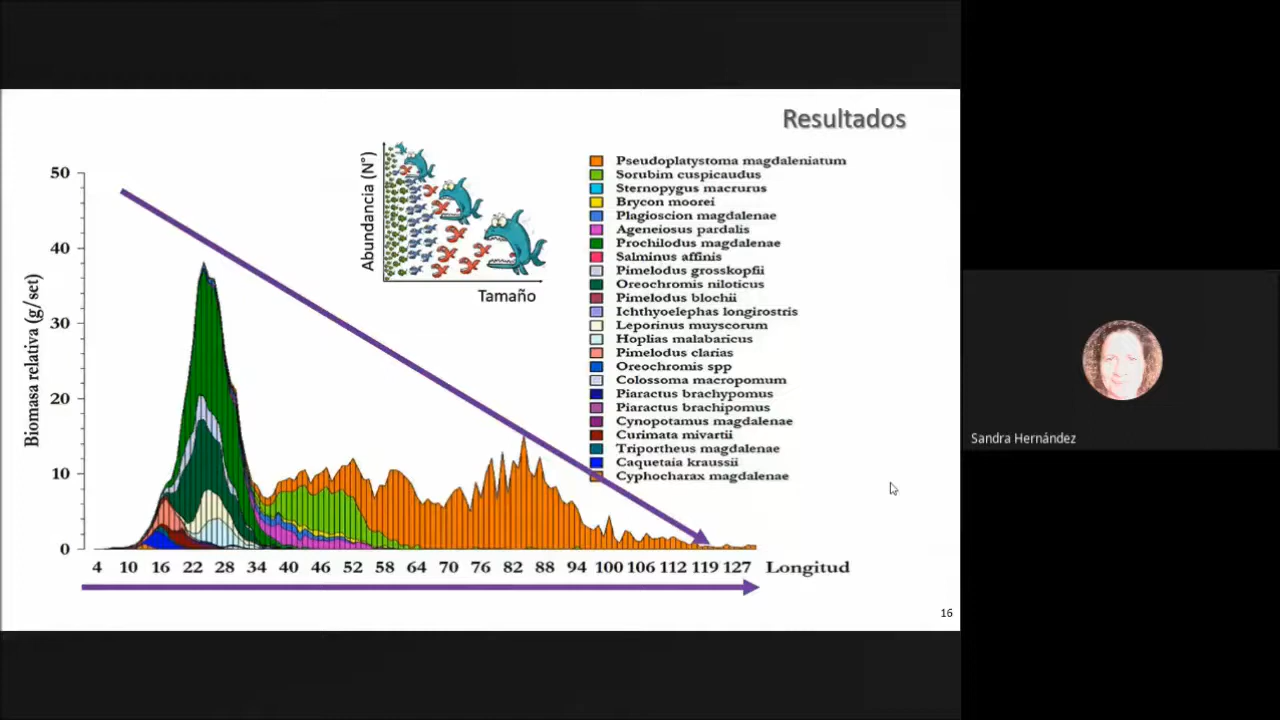 Resultados
50
40
30
20
10
0
Biomasa relativa (g/set)
Abundancia (N°)
Tamaño
Pseudoplatystoma magdaleniatum
Sorubim cuspicaudus
Sternopygus macrurus
Brycon moorei
Plagioscion magdalenae
Ageneiosus pardalis
Prochilodus magdalenae
Salminus affinis
Pimelodus grosskopfii
Oreochromis niloticus
Pimelodus blochii
Ichthyoelephas longirostris
Leporinus muyscorum
Hoplias malabaricus
Pimelodus clarias
Oreochromis spp
Colossoma macropomum
Piaractus brachypomus
Piaractus brachipomus
Cynopotamus magdalenae
Curimata mivartii
Triportheus magdalenae
Caquetaia kraussii
Cyphocharax magdalenae
4 10 16 22 28 34 40 46 52 58 64 70 76 82 88 94 100 106 112 119 127 Longitud
16
Sandra Hernández